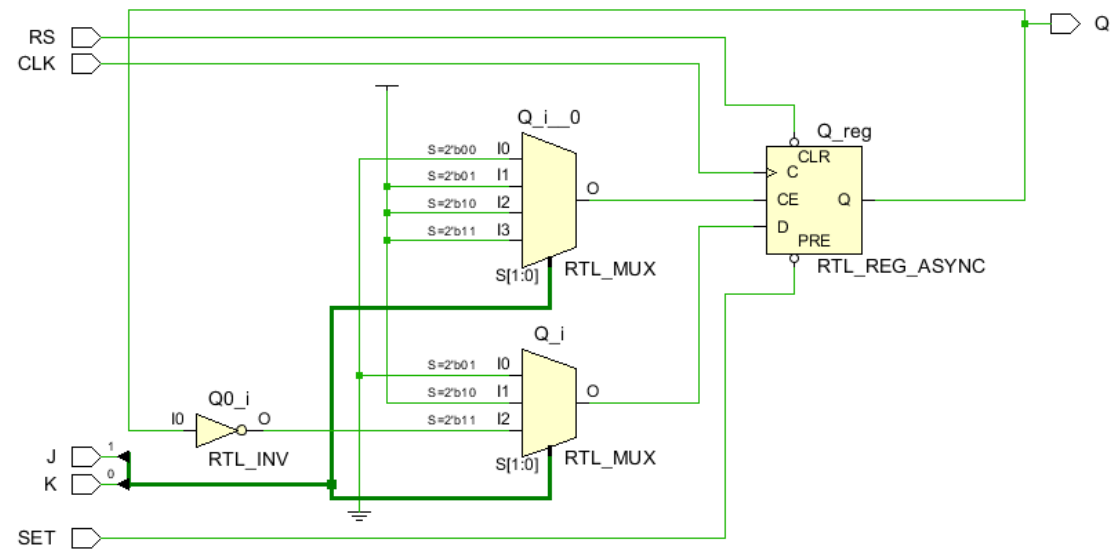 RS
CLK
Q
Q_i__0
S=2'b00 I0
S=2'b01 I1
S=2'b10 I2
S=2'b11 I3
O
S[1:0]
RTL_MUX
Q_reg
CLR
C
CE
Q
D
PRE
RTL_REG_ASYNC
Q_i
S=2'b01 I0
S=2'b10 I1
S=2'b11 I2
O
S[1:0]
RTL_MUX
Q0_i
I0
O
RTL_INV
J
1
K
0
SET